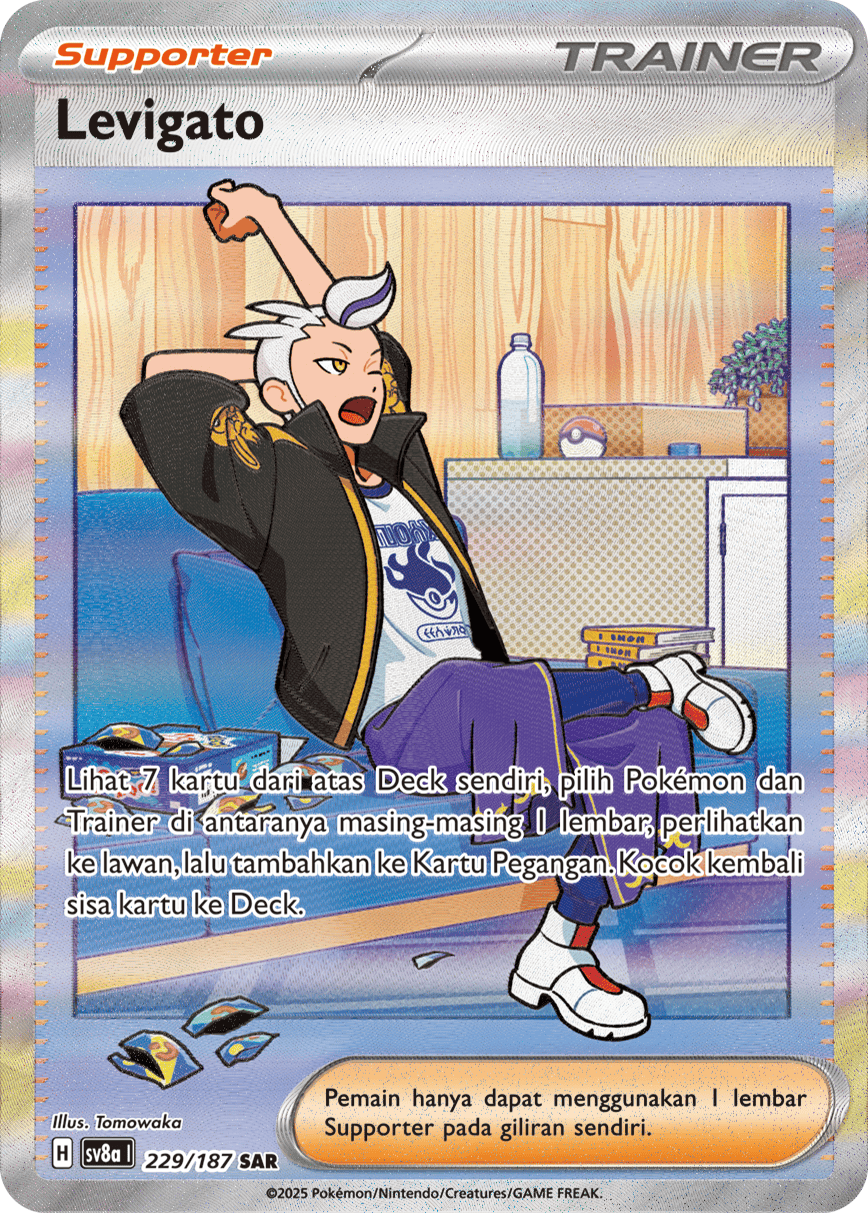 Supporter
TRAINER
Levigato
Lihat 7 kartu dari atas Deck sendiri, pilih Pokémon dan
Trainer di antaranya masing-masing 1 lembar, perlihatkan
ke lawan, lalu tambahkan ke Kartu Pegangan. Kocok kembali
sisa kartu ke Deck.
Pemain hanya dapat menggunakan 1 lembar
Supporter pada giliran sendiri.
Illus. Tomowaka
H sv8a I 229/187 SAR
©2025 Pokémon/Nintendo/Creatures/GAME FREAK.